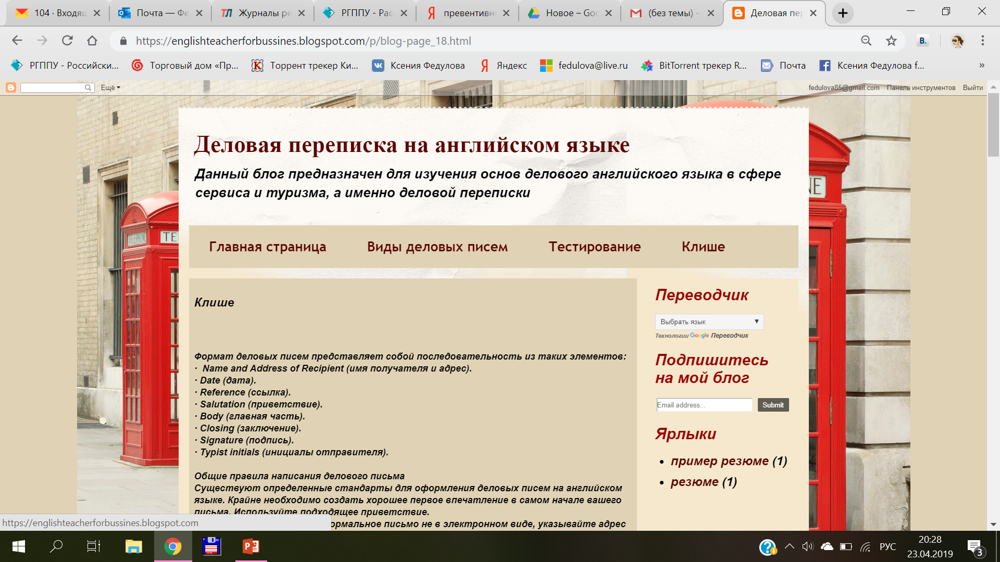 104 · Входящ
Почта — Фе
Журналы ре
РГППУ - Рас
превентивн
Новое – Goo
(без темы) -
Деловая пер
https://englishteacherforbussines.blogspot.com/p/blog-page_18.html
РГППУ - Российски...
Торговый дом «Пр...
Торрент трекер Ки...
Ксения Федулова
Яндекс
fedulova@live.ru
BitTorrent трекер R...
Почта
Ксения Федулова f...
»
Ещё
fedulova85@gmail.com
Панель инструментов
Выйти
TELEPHONE
TE
NE
Деловая переписка на английском языке
Данный блог предназначен для изучения основ делового английского языка в сфере
сервиса и туризма, а именно деловой переписки
Главная страница
Виды деловых писем
Тестирование
Клише
Клише
Формат деловых писем представляет собой последовательность из таких элементов:
· Name and Address of Recipient (имя получателя и адрес).
· Date (дата).
· Reference (ссылка).
· Salutation (приветствие).
· Body (главная часть).
· Closing (заключение).
· Signature (подпись).
· Typist initials (инициалы отправителя).
Общие правила написания делового письма
Существуют определенные стандарты для оформления деловых писем на английском
языке. Крайне необходимо создать хорошее первое впечатление в самом начале вашего
письма. Используйте подходящее приветствие.
ормальное письмо не в электронном виде, указывайте адрес
Переводчик
Выбрать язык
Технологии Google Переводчик
Подпишитесь
на мой блог
Email address...
Submit
Ярлыки
• пример резюме (1)
• резюме (1)
https://englishteacherforbussines.blogspot.com
РУС
20:28
23.04.2019
3